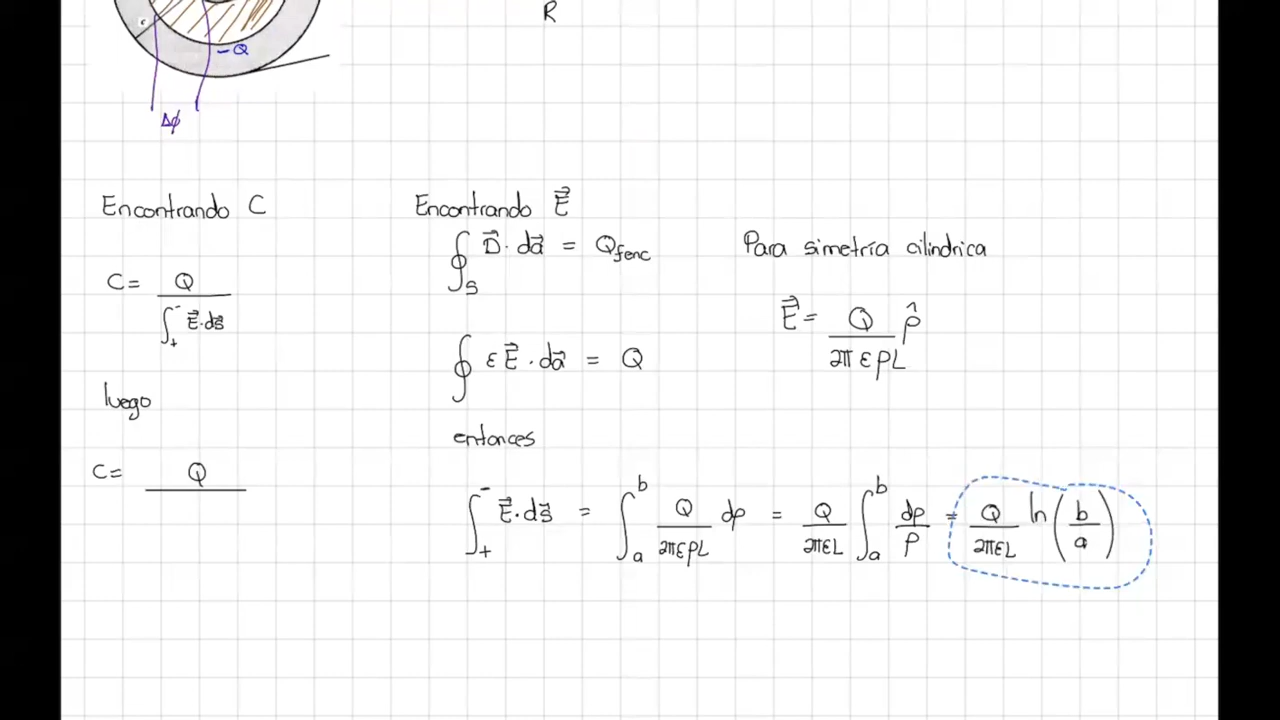 R
c
-Q
Δϕ
Encontrando C
C = Q / ∫₊⁻ E⃗·ds⃗
luego
C = Q
Encontrando E⃗
∮_S D⃗·da⃗ = Q_fenc
∮ εE⃗·da⃗ = Q
Para simetría cilindrica
E⃗ = Q / 2περL ρ̂
entonces
∫₊⁻ E⃗·ds⃗ = ∫ₐᵇ Q / 2περL dρ = Q / 2πεL ∫ₐᵇ dρ / ρ = Q / 2πεL ln(b / a)